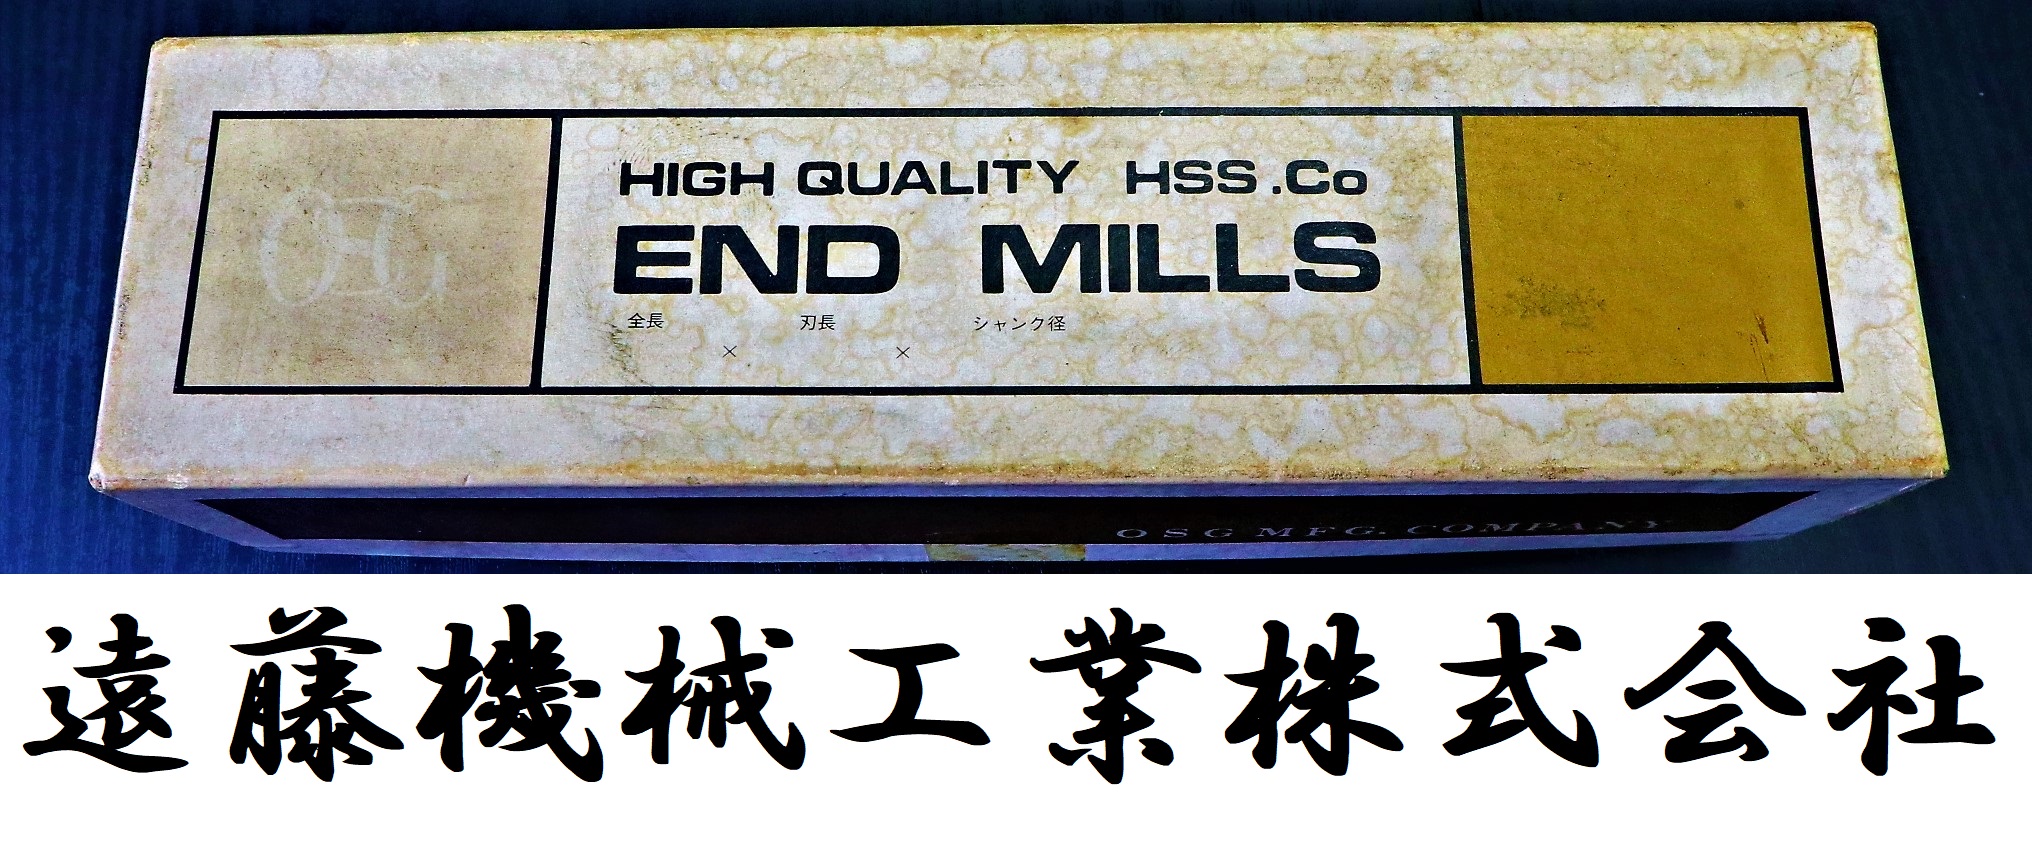 OSG
HIGH QUALITY HSS.Co
END MILLS
全長 刃長 シャンク径
× ×
OSG MFG. COMPANY
遠藤機械工業株式会社